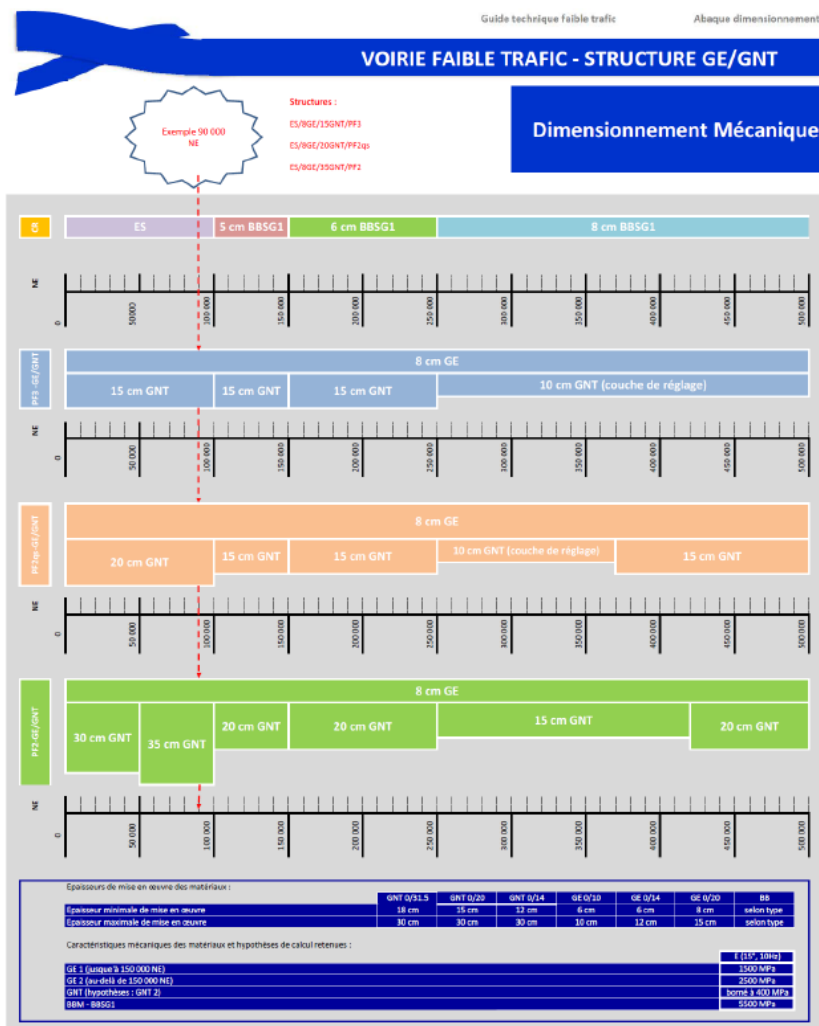 Guide technique faible trafic Abaque dimensionnement
VOIRIE FAIBLE TRAFIC - STRUCTURE GE/GNT
Exemple 90 000
NE
Structures :
ES/8GE/15GNT/PF3
ES/8GE/20GNT/PF2qs
ES/8GE/35GNT/PF2
Dimensionnement Mécanique
CR ES 5 cm BBSG1 6 cm BBSG1 8 cm BBSG1
NE
0 50000 100 000 150 000 200 000 250 000 300 000 350 000 400 000 450 000 500 000
PF3 -GE/GNT
8 cm GE
15 cm GNT 15 cm GNT 15 cm GNT 10 cm GNT (couche de réglage)
NE
0 50 000 100 000 150 000 200 000 250 000 300 000 350 000 400 000 450 000 500 000
PF2qs -GE/GNT
8 cm GE
20 cm GNT 15 cm GNT 15 cm GNT 10 cm GNT (couche de réglage) 15 cm GNT
NE
0 50 000 100 000 150 000 200 000 250 000 300 000 350 000 400 000 450 000 500 000
PF2-GE/GNT
8 cm GE
30 cm GNT 35 cm GNT 20 cm GNT 20 cm GNT 15 cm GNT 20 cm GNT
NE
0 50 000 100 000 150 000 200 000 250 000 300 000 350 000 400 000 450 000 500 000
Epaisseurs de mise en œuvre des matériaux :
GNT 0/31.5 GNT 0/20 GNT 0/14 GE 0/10 GE 0/14 GE 0/20 BB
Epaisseur minimale de mise en œuvre 18 cm 15 cm 12 cm 6 cm 6 cm 8 cm selon type
Epaisseur maximale de mise en œuvre 30 cm 30 cm 30 cm 10 cm 12 cm 15 cm selon type
Caractéristiques mécaniques des matériaux et hypothèses de calcul retenues :
E (15°, 10Hz)
GE 1 (jusque à 150 000 NE) 1500 MPa
GE 2 (au-delà de 150 000 NE) 2500 MPa
GNT (hypothèses : GNT 2) borné à 400 MPa
BBM - BBSG1 5500 MPa